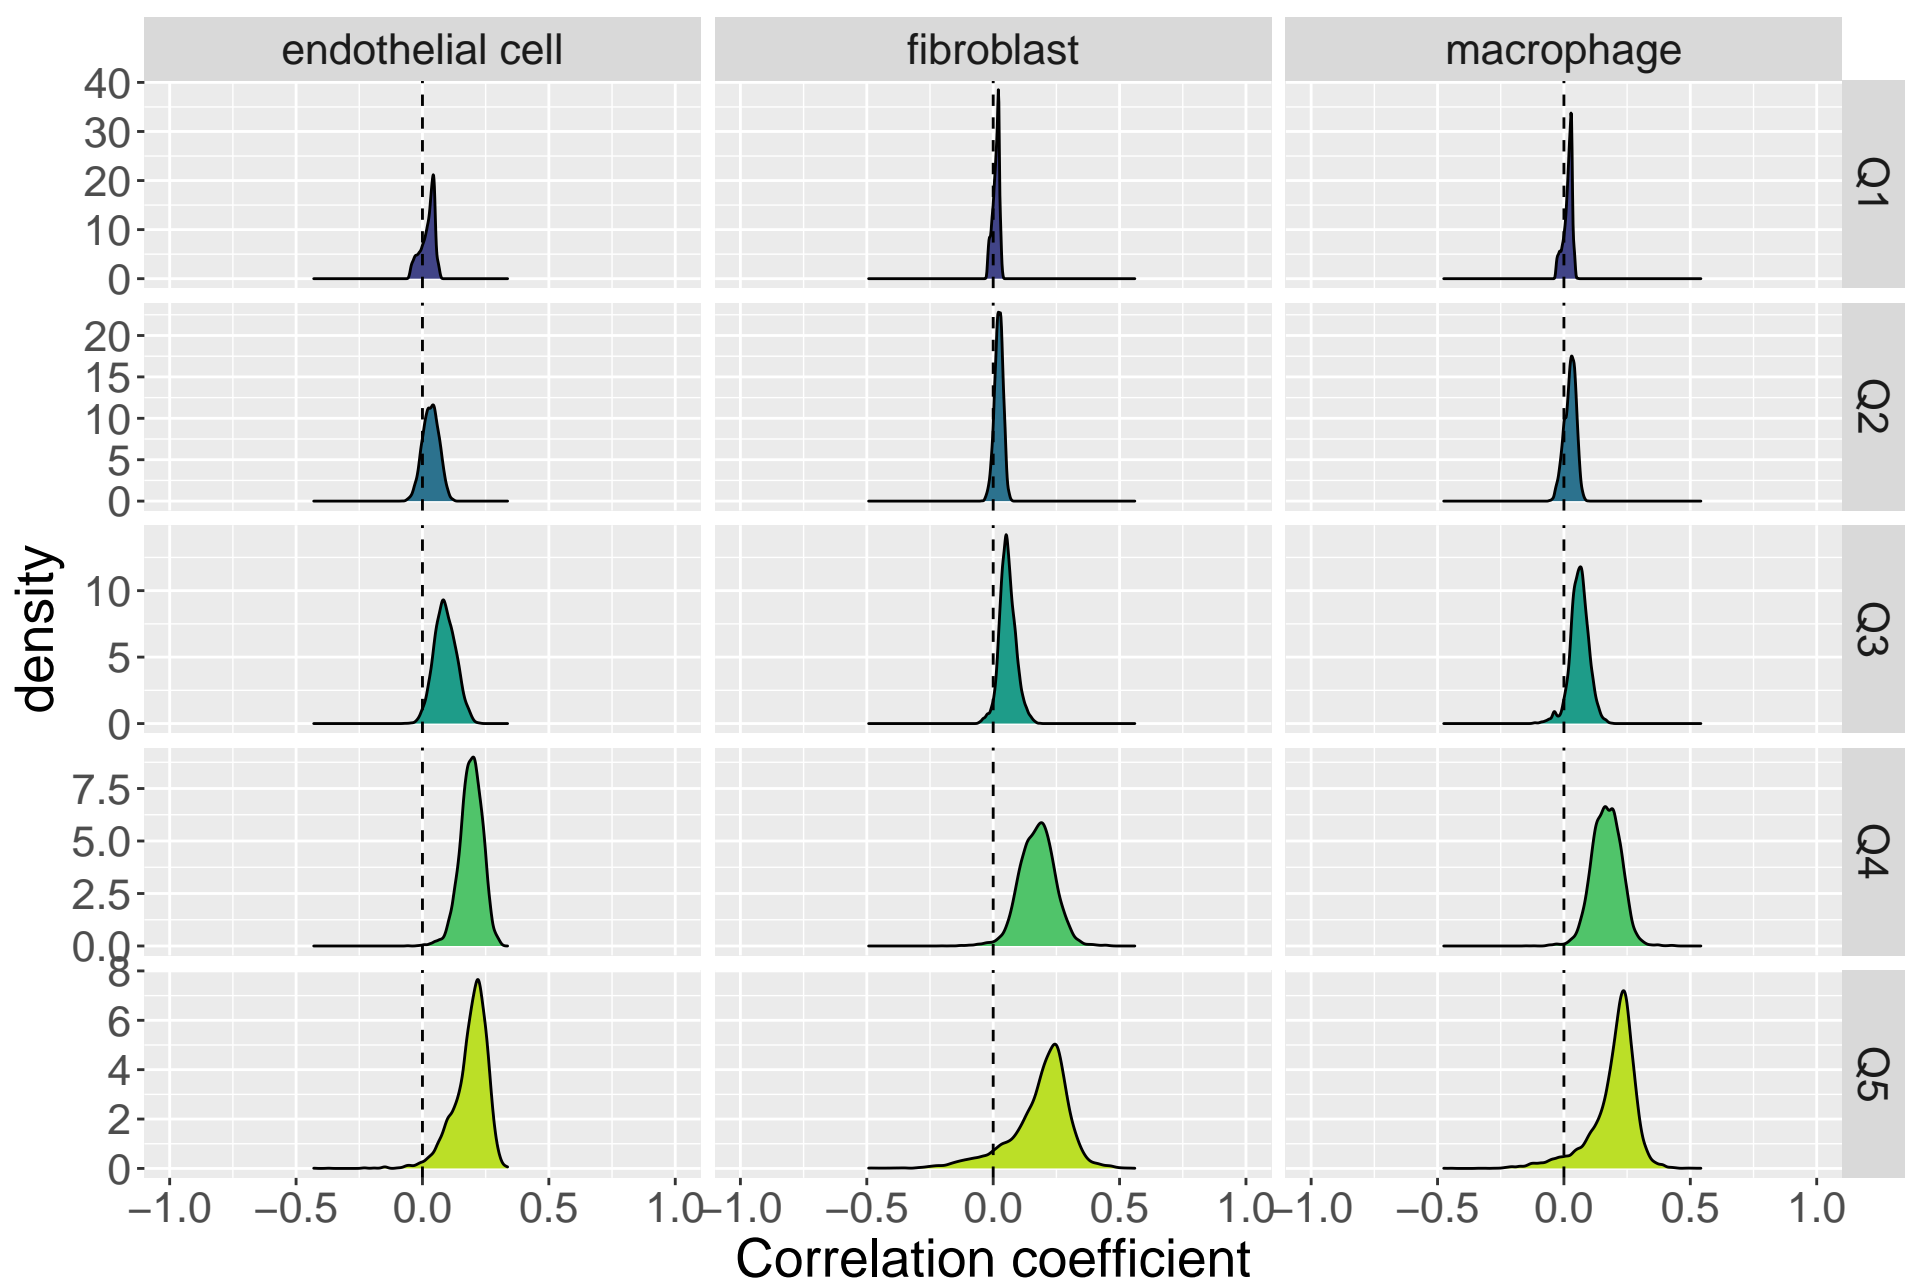 endothelial cell fibroblast macrophage
40
30
20
10
0
Q1
20
15
10
5
0
Q2
10
5
0
Q3
density
7.5
5.0
2.5
0.0
Q4
8
6
4
2
0
Q5
−1.0 −0.5 0.0 0.5 1.0 −1.0 −0.5 0.0 0.5 1.0 −1.0 −0.5 0.0 0.5 1.0
Correlation coefficient